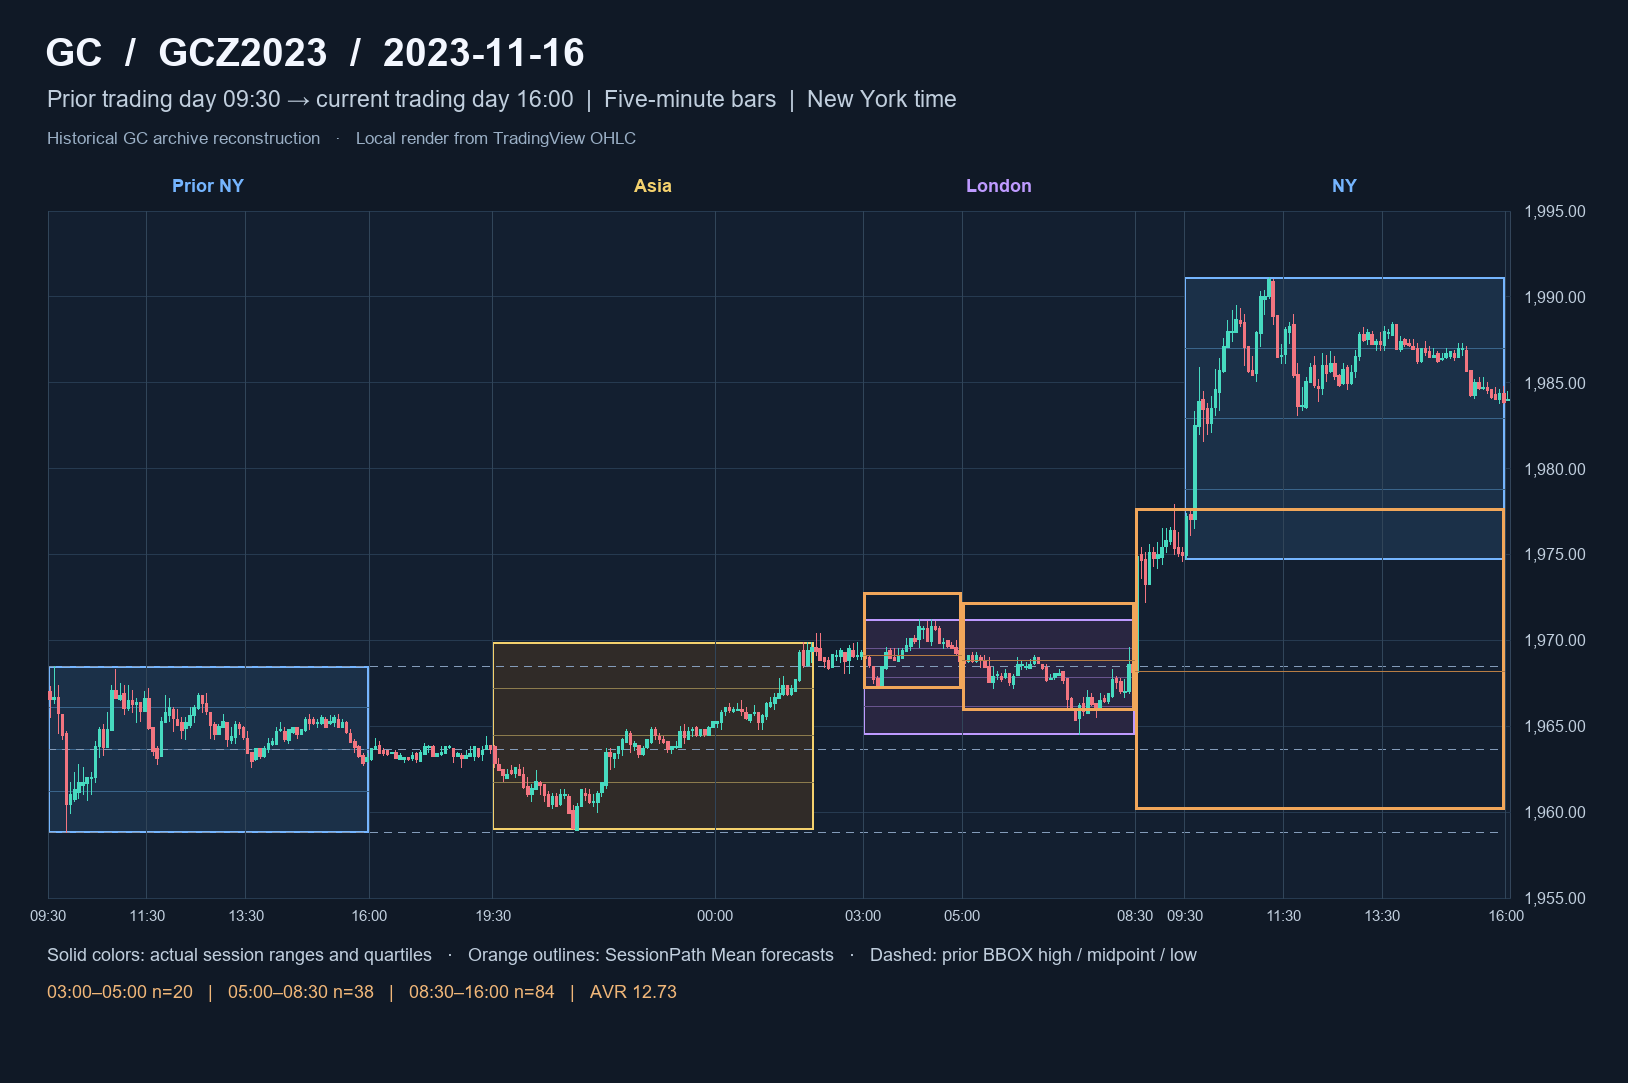 GC / GCZ2023 / 2023-11-16
Prior trading day 09:30 → current trading day 16:00 | Five-minute bars | New York time
Historical GC archive reconstruction · Local render from TradingView OHLC
Prior NY Asia London NY
1,995.00
1,990.00
1,985.00
1,980.00
1,975.00
1,970.00
1,965.00
1,960.00
1,955.00
09:30 11:30 13:30 16:00 19:30 00:00 03:00 05:00 08:30 09:30 11:30 13:30 16:00
Solid colors: actual session ranges and quartiles · Orange outlines: SessionPath Mean forecasts · Dashed: prior BBOX high / midpoint / low
03:00–05:00 n=20 | 05:00–08:30 n=38 | 08:30–16:00 n=84 | AVR 12.73